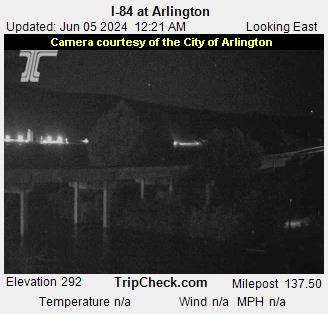 I-84 at Arlington
Updated: Jun 05 2024 12:21 AM Looking East
Camera courtesy of the City of Arlington
Elevation 292 TripCheck.com Milepost 137.50
Temperature n/a Wind n/a MPH n/a